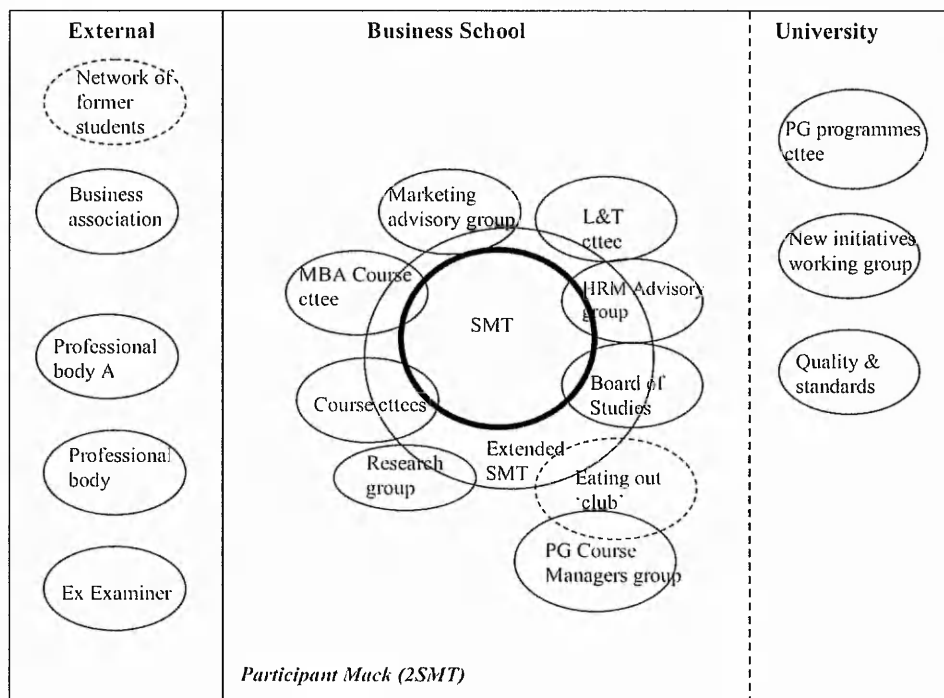 External
Business School
University
Network of
former
students
Business
association
Professional
body A
Professional
body
Ex Examiner
Marketing
advisory group
L&T
cttee
MBA Course
cttee
HRM Advisory
group
SMT
Course cttees
Board of
Studies
Research
group
Extended
SMT
Eating out
'club'
PG Course
Managers group
PG programmes
cttee
New initiatives
working group
Quality &
standards
Participant Mack (2SMT)